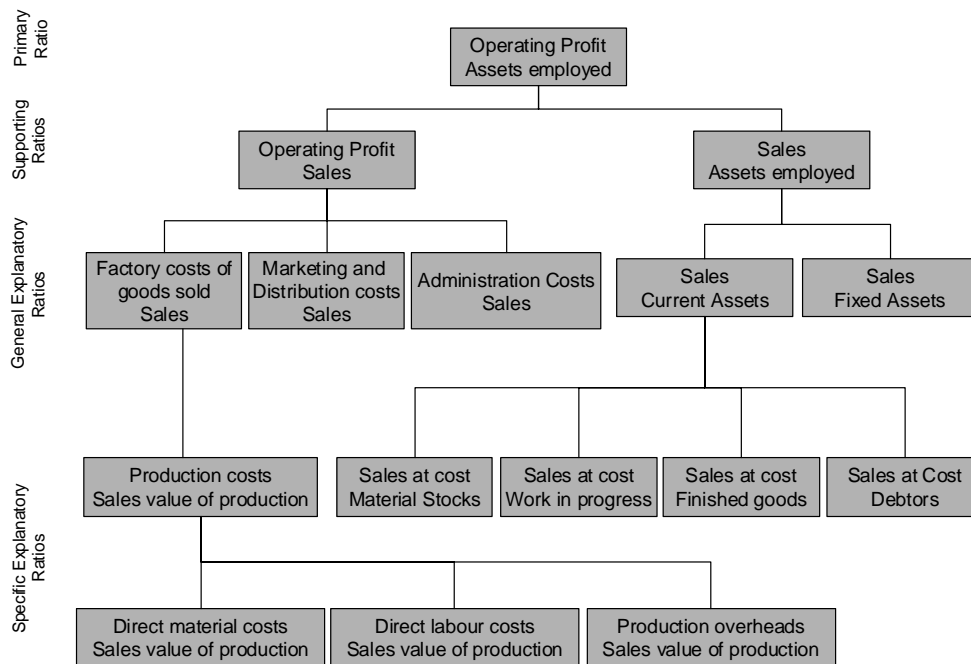 Primary
Ratio
Operating Profit
Assets employed
Supporting
Ratios
Operating Profit
Sales
Sales
Assets employed
General Explanatory
Ratios
Factory costs of
goods sold
Sales
Marketing and
Distribution costs
Sales
Administration Costs
Sales
Sales
Current Assets
Sales
Fixed Assets
Specific Explanatory
Ratios
Production costs
Sales value of production
Sales at cost
Material Stocks
Sales at cost
Work in progress
Sales at cost
Finished goods
Sales at Cost
Debtors
Direct material costs
Sales value of production
Direct labour costs
Sales value of production
Production overheads
Sales value of production